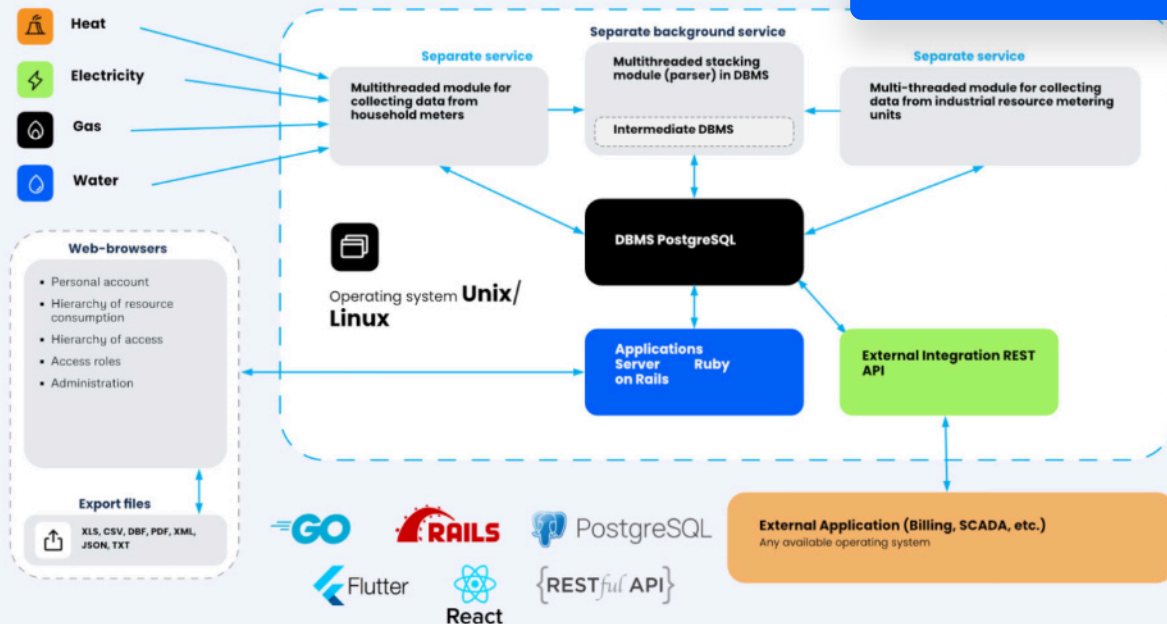 Heat
Electricity
Gas
Water
Separate service
Multithreaded module for
collecting data from
household meters
Separate background service
Multithreaded stacking
module (parser) in DBMS
Intermediate DBMS
Separate service
Multi-threaded module for collecting
data from industrial resource metering
units
DBMS PostgreSQL
Operating system Unix/
Linux
Applications
Server Ruby
on Rails
External Integration REST
API
Web-browsers
▪ Personal account
▪ Hierarchy of resource
consumption
▪ Hierarchy of access
▪ Access roles
▪ Administration
Export files
XLS, CSV, DBF, PDF, XML,
JSON, TXT
GO
RAILS
PostgreSQL
Flutter
React
{RESTful API}
External Application (Billing, SCADA, etc.)
Any available operating system